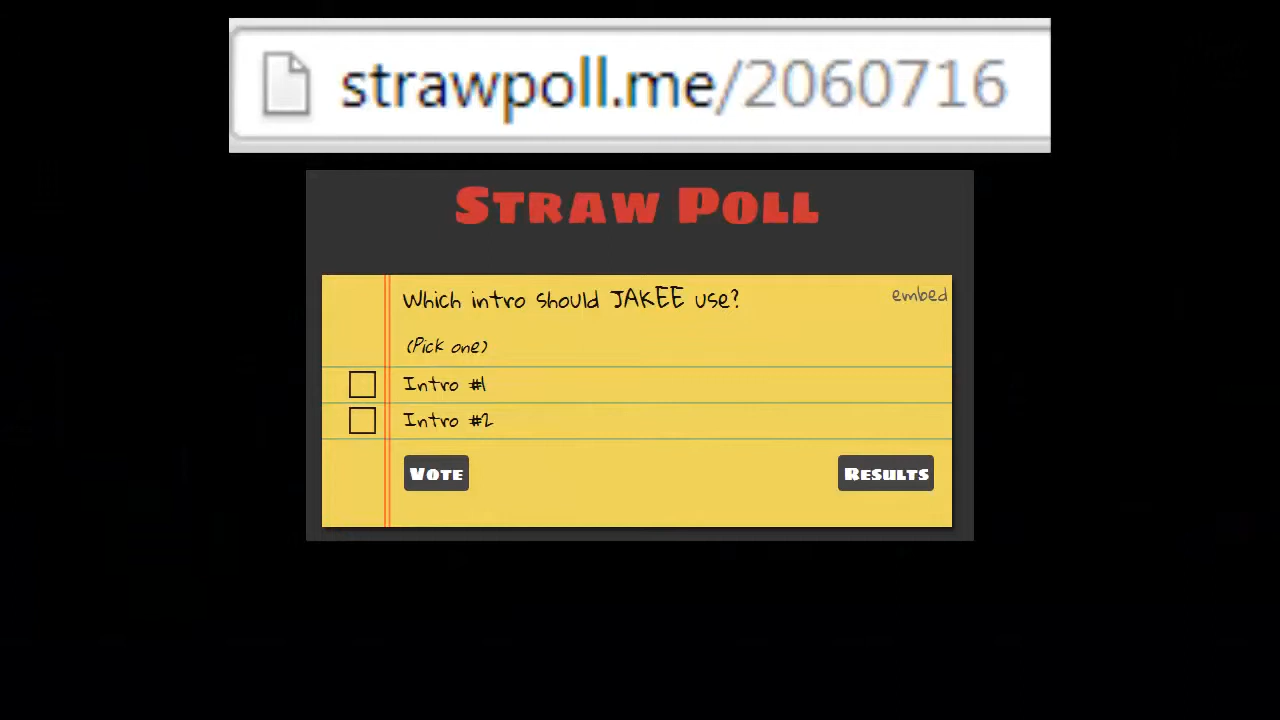 strawpoll.me/2060716
STRAW POLL
Which intro should JAKEE use?
embed
(Pick one)
Intro #1
Intro #2
VOTE
RESULTS